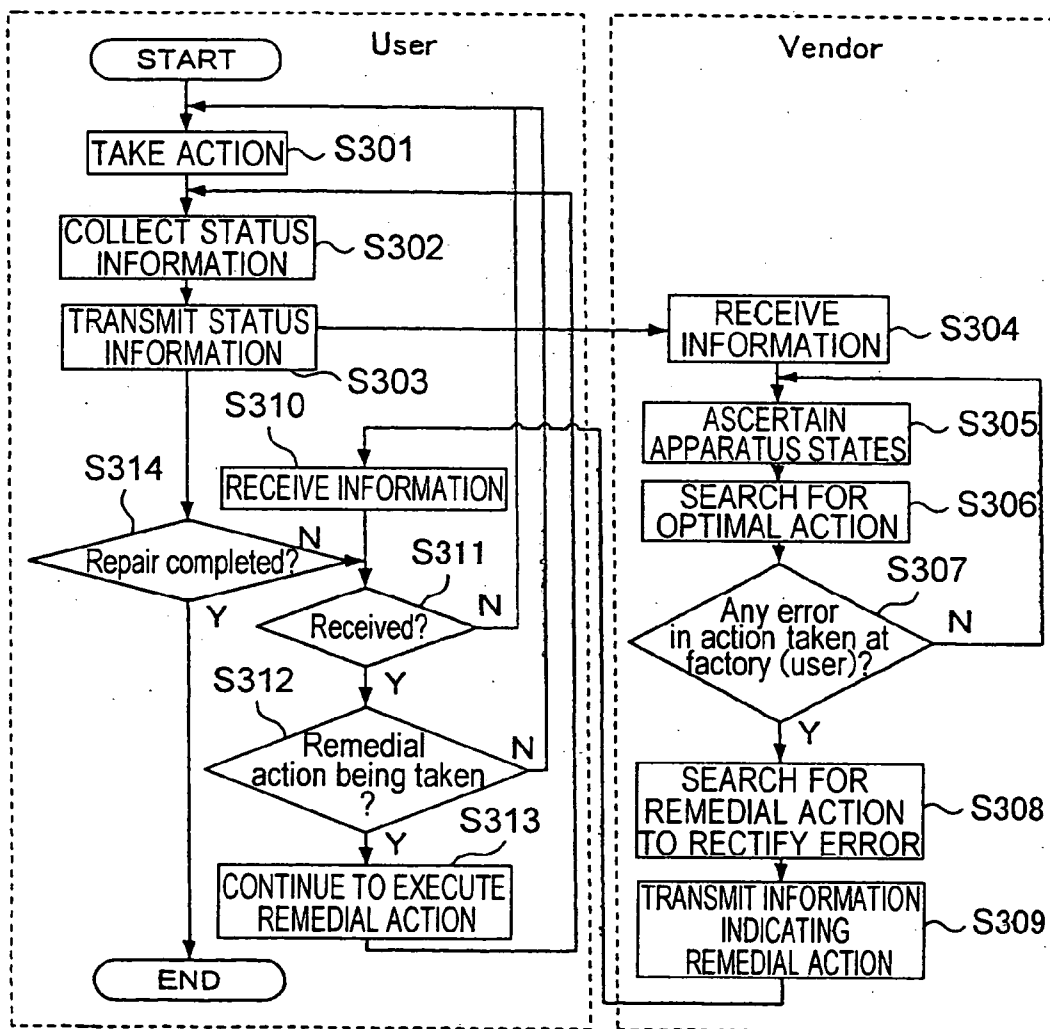 User
START
TAKE ACTION
S301
COLLECT STATUS
INFORMATION
S302
TRANSMIT STATUS
INFORMATION
S303
S310
RECEIVE INFORMATION
S314
Repair completed?
N
Y
S311
Received?
N
Y
S312
Remedial
action being taken
?
N
Y
S313
CONTINUE TO EXECUTE
REMEDIAL ACTION
END
Vendor
RECEIVE
INFORMATION
S304
ASCERTAIN
APPARATUS STATES
S305
SEARCH FOR
OPTIMAL ACTION
S306
S307
Any error
in action taken at
factory (user)?
N
Y
SEARCH FOR
REMEDIAL ACTION
TO RECTIFY ERROR
S308
TRANSMIT INFORMATION
INDICATING
REMEDIAL ACTION
S309